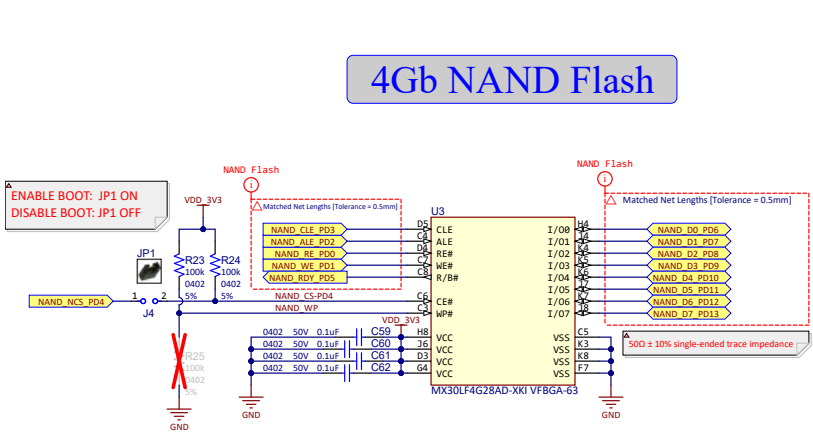 4Gb NAND Flash
ENABLE BOOT:  JP1 ON
DISABLE BOOT: JP1 OFF
NAND Flash
i
Matched Net Lengths [Tolerance = 0.5mm]
NAND Flash
i
Matched Net Lengths [Tolerance = 0.5mm]
VDD_3V3
JP1
R23
100k
0402
5%
R24
100k
0402
5%
NAND_NCS_PD4
1
2
J4
NAND_CLE_PD3
NAND_ALE_PD2
NAND_RE_PD0
NAND_WE_PD1
NAND_RDY_PD5
NAND_CS-PD4
NAND_WP
U3
D5 CLE
C4 ALE
D4 RE#
C7 WE#
C8 R/B#
C6 CE#
C3 WP#
H8 VCC
J6 VCC
D3 VCC
G4 VCC
I/O0 H4
I/O1 J4
I/O2 K4
I/O3 K5
I/O4 K6
I/O5 J7
I/O6 K7
I/O7 J8
VSS C5
VSS K3
VSS K8
VSS F7
MX30LF4G28AD-XKI VFBGA-63
NAND_D0_PD6
NAND_D1_PD7
NAND_D2_PD8
NAND_D3_PD9
NAND_D4_PD10
NAND_D5_PD11
NAND_D6_PD12
NAND_D7_PD13
50Ω ± 10% single-ended trace impedance
VDD_3V3
0402 50V 0.1uF C59
0402 50V 0.1uF C60
0402 50V 0.1uF C61
0402 50V 0.1uF C62
R25
100k
0402
5%
GND
GND
GND